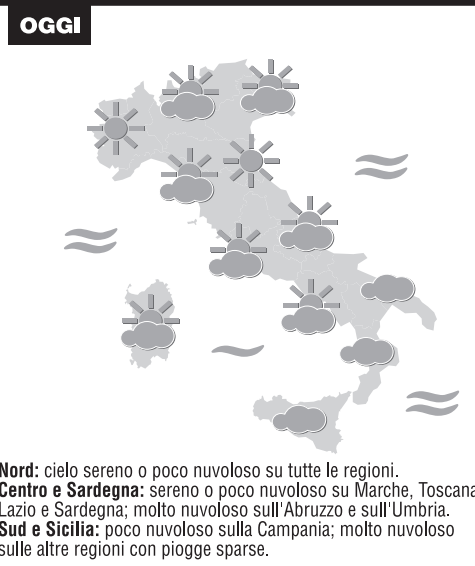 OGGI
Nord: cielo sereno o poco nuvoloso su tutte le regioni.
Centro e Sardegna: sereno o poco nuvoloso su Marche, Toscana
Lazio e Sardegna; molto nuvoloso sull'Abruzzo e sull'Umbria.
Sud e Sicilia: poco nuvoloso sulla Campania; molto nuvoloso
sulle altre regioni con piogge sparse.